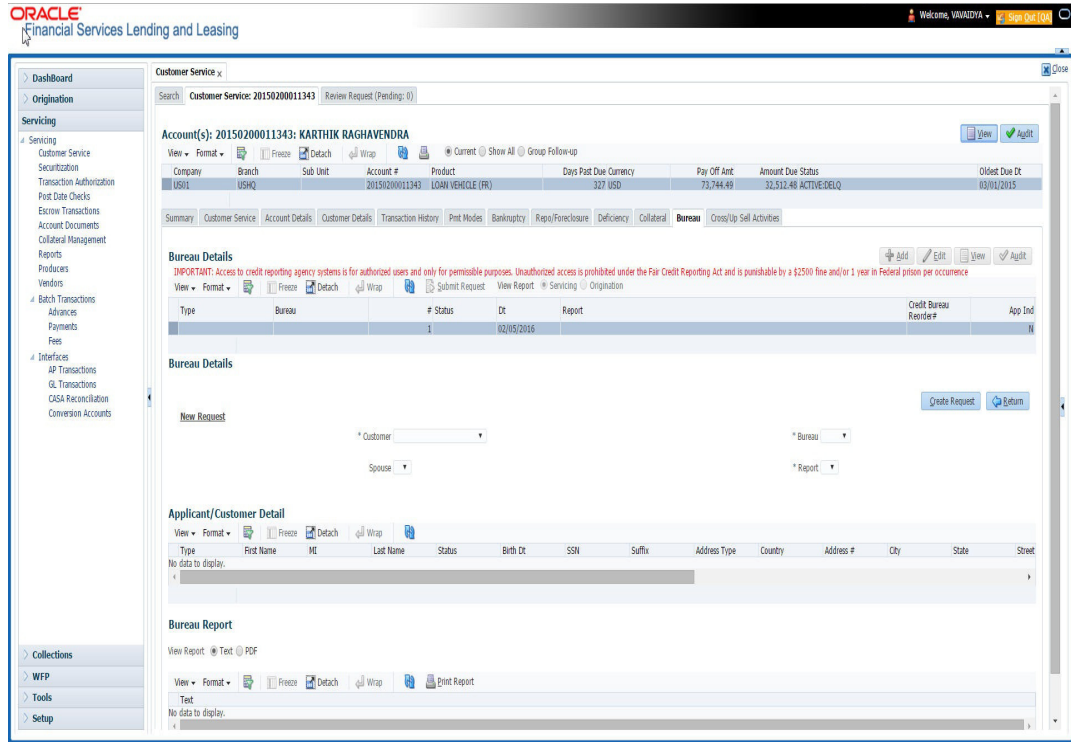 ORACLE
Welcome, VAVAIDYA
Sign Out [QA]
Financial Services Lending and Leasing
Close
DashBoard
Origination
Servicing
Servicing
Customer Service
Securitization
Transaction Authorization
Post Date Checks
Escrow Transactions
Account Documents
Collateral Management
Reports
Producers
Vendors
Batch Transactions
Advances
Payments
Fees
Interfaces
AP Transactions
GL Transactions
CASA Reconciliation
Conversion Accounts
Collections
WFP
Tools
Setup
Customer Service x
Search Customer Service: 20150200011343 Review Request (Pending: 0)
Account(s): 20150200011343: KARTHIK RAGHAVENDRA
View Audit
View Format Freeze Detach Wrap Current Show All Group Follow-up
Company Branch Sub Unit Account # Product Days Past Due Currency Pay Off Amt Amount Due Status Oldest Due Dt
US01 USHQ 20150200011343 LOAN VEHICLE (FR) 327 USD 73,744.49 32,512.48 ACTIVE:DELQ 03/01/2015
Summary Customer Service Account Details Customer Details Transaction History Pmt Modes Bankruptcy Repo/Foreclosure Deficiency Collateral Bureau Cross/Up Sell Activities
Bureau Details
Add Edit View Audit
IMPORTANT: Access to credit reporting agency systems is for authorized users and only for permissible purposes. Unauthorized access is prohibited under the Fair Credit Reporting Act and is punishable by a $2500 fine and/or 1 year in Federal prison per occurrence
View Format Freeze Detach Wrap Submit Request View Report Servicing Origination
Type Bureau # Status Dt Report Credit Bureau Reorder# App Ind
1 02/05/2016 N
Bureau Details
Create Request Return
New Request
* Customer * Bureau
Spouse * Report
Applicant/Customer Detail
View Format Freeze Detach Wrap
Type First Name MI Last Name Status Birth Dt SSN Suffix Address Type Country Address # City State Street
No data to display.
Bureau Report
View Report Text PDF
View Format Freeze Detach Wrap Print Report
Text
No data to display.